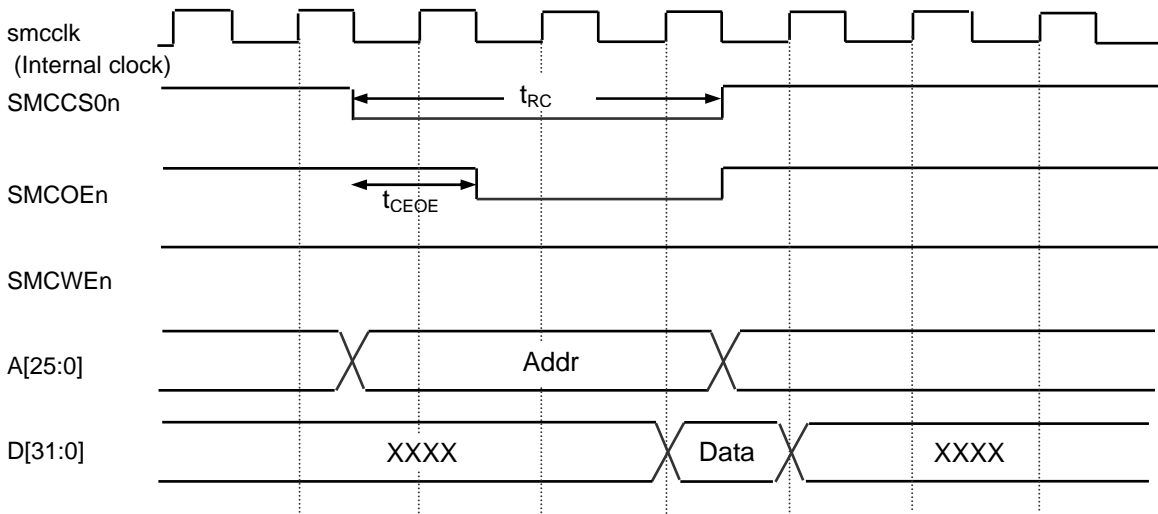 smcclk
(Internal clock)
SMCCS0n
tRC
SMCOEn
tCEOE
SMCWEn
A[25:0]
Addr
D[31:0]
XXXX
Data
XXXX